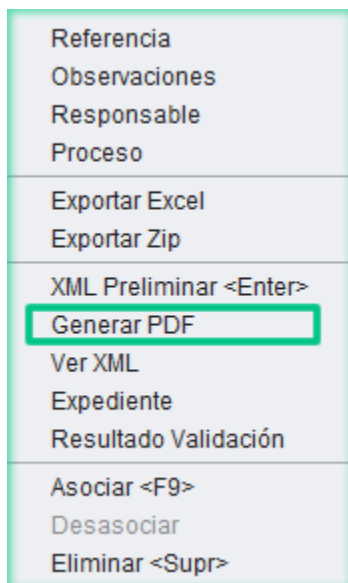 Referencia
Observaciones
Responsable
Proceso
Exportar Excel
Exportar Zip
XML Preliminar <Enter>
Generar PDF
Ver XML
Expediente
Resultado Validación
Asociar <F9>
Desasociar
Eliminar <Supr>